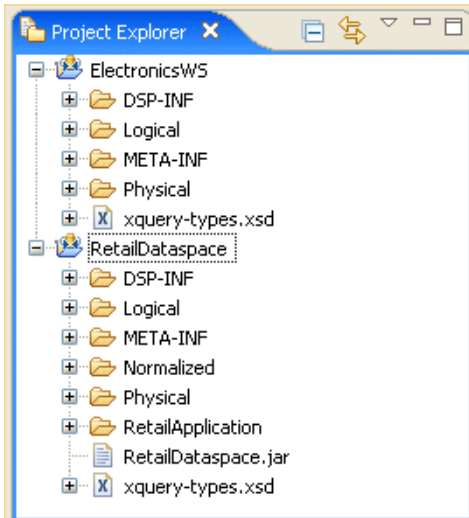 Project Explorer
ElectronicsWS
DSP-INF
Logical
META-INF
Physical
xquery-types.xsd
RetailDataspace
DSP-INF
Logical
META-INF
Normalized
Physical
RetailApplication
RetailDataspace.jar
xquery-types.xsd